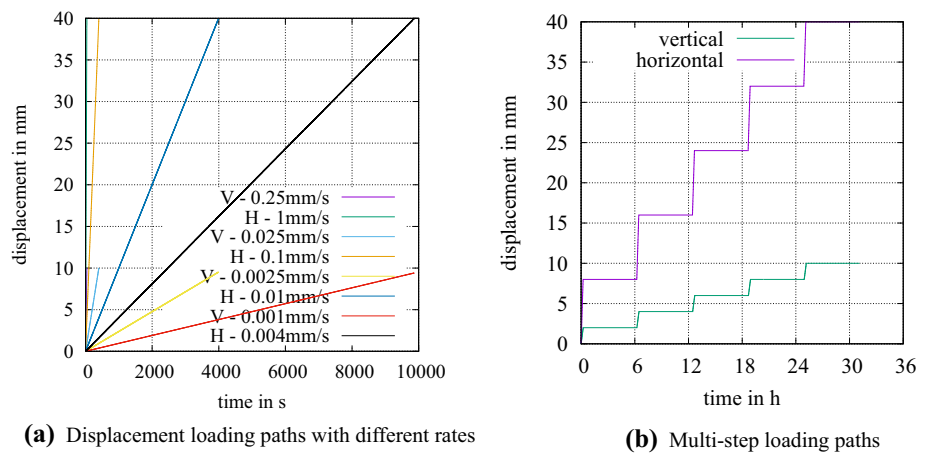 40
35
30
25
20
15
10
5
0
displacement in mm
V - 0.25mm/s
H - 1mm/s
V - 0.025mm/s
H - 0.1mm/s
V - 0.0025mm/s
H - 0.01mm/s
V - 0.001mm/s
H - 0.004mm/s
0 2000 4000 6000 8000 10000
time in s
(a) Displacement loading paths with different rates
40
35
30
25
20
15
10
5
0
displacement in mm
vertical
horizontal
0 6 12 18 24 30 36
time in h
(b) Multi-step loading paths